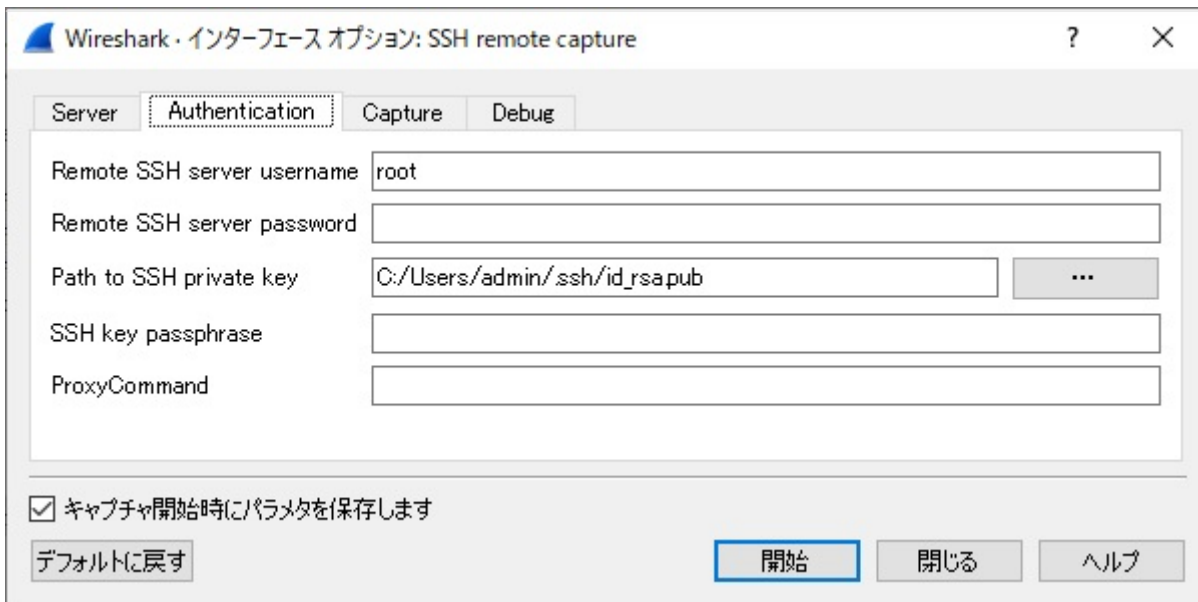 Wireshark · インターフェース オプション: SSH remote capture ? ×
Server Authentication Capture Debug
Remote SSH server username root
Remote SSH server password
Path to SSH private key C:/Users/admin/.ssh/id_rsa.pub ...
SSH key passphrase
ProxyCommand
キャプチャ開始時にパラメタを保存します
デフォルトに戻す 開始 閉じる ヘルプ